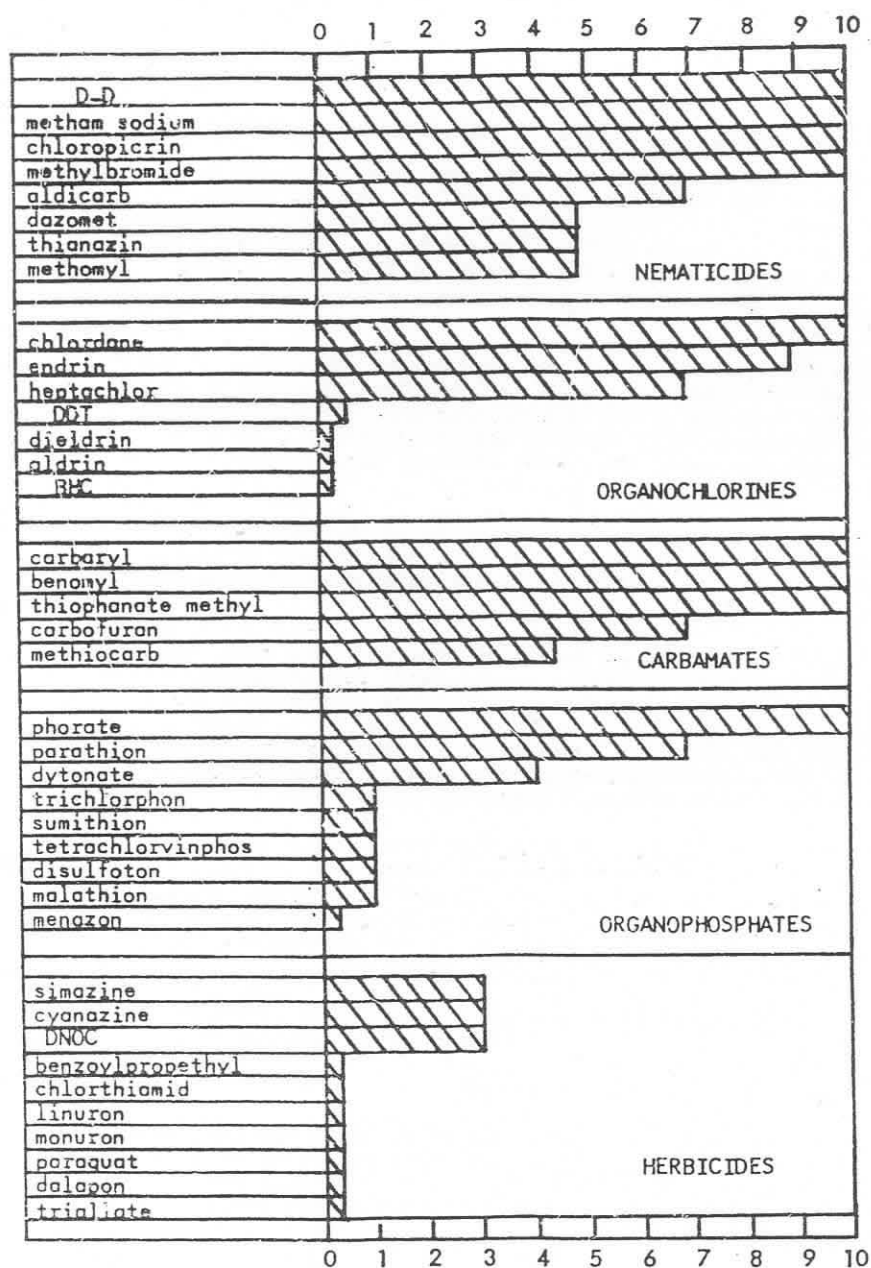 0 1 2 3 4 5 6 7 8 9 10
D-D
metham sodium
chloropicrin
methylbromide
aldicarb
dazomet
thianazin
methomyl
NEMATICIDES
chlordane
endrin
heptachlor
DDT
dieldrin
aldrin
BHC
ORGANOCHLORINES
carbaryl
benomyl
thiophanate methyl
carbofuran
methiocarb
CARBAMATES
phorate
parathion
dytonate
trichlorphon
sumithion
tetrachlorvinphos
disulfoton
malathion
menazon
ORGANOPHOSPHATES
simazine
cyanazine
DNOC
benzoylpropethyl
chlorthiamid
linuron
monuron
paraquat
HERBICIDES
dalapon
triallate
0 1 2 3 4 5 6 7 8 9 10